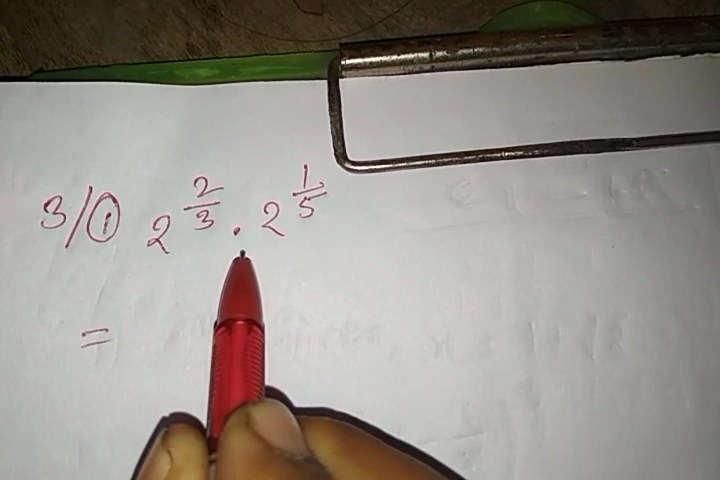 3/① 2^{2/3} . 2^{1/5}
=